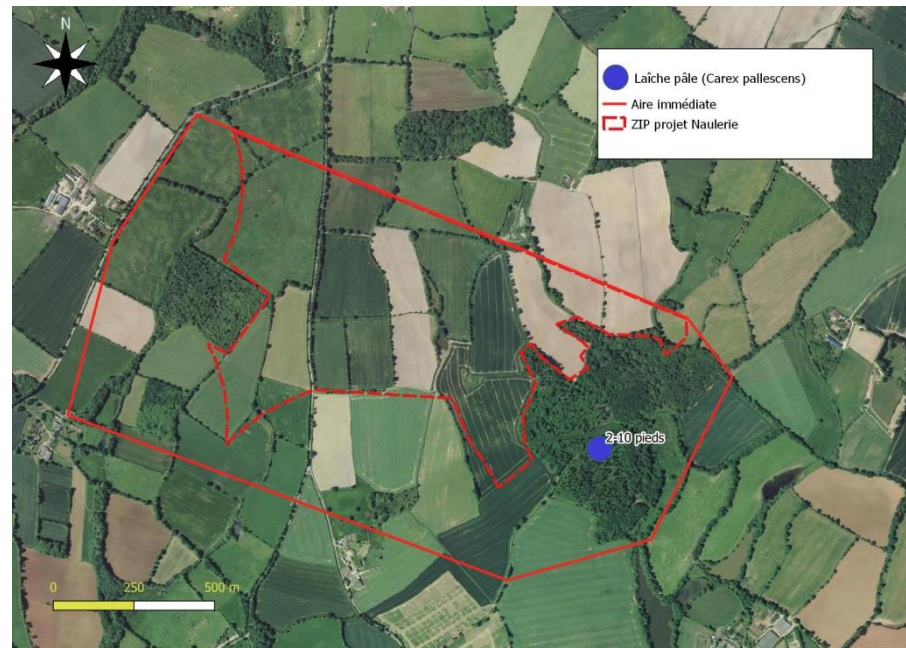 N
Laîche pâle (Carex pallescens)
Aire immédiate
ZIP projet Naulerie
2-10 pieds
0 250 500 m